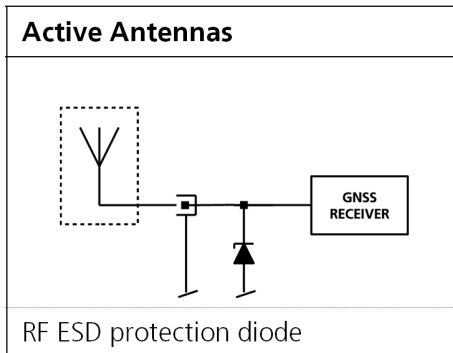 Active Antennas
GNSS
RECEIVER
RF ESD protection diode